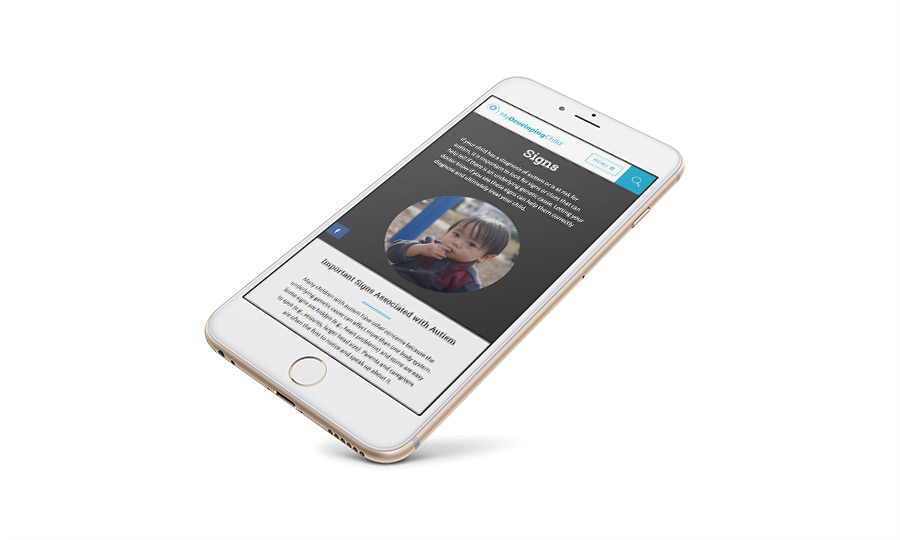 MyDevelopingChild™
MENU
Signs
If your child has a diagnosis of autism or is at risk for
autism, it is important to look for signs or clues that can
help tell if there is an underlying genetic cause. Letting your
doctor know if you see these signs can help them correctly
diagnose and ultimately treat your child.
f
Important Signs Associated with Autism
Many children with autism have other concerns because the
underlying genetic cause can affect more than one body system.
Some signs are hidden (e.g., heart problems) and some are easy
to spot (e.g., seizures, larger head size). Parents and caregivers
are often the first to notice and speak up about it.